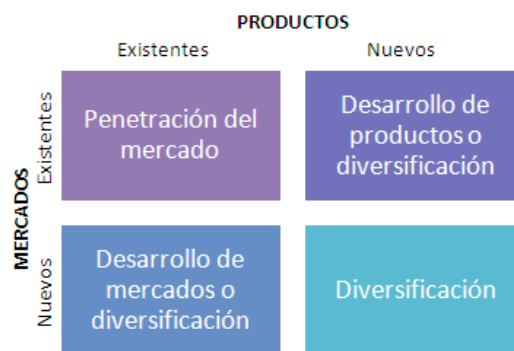 PRODUCTOS
Existentes Nuevos
MERCADOS
Existentes
Penetración del
mercado
Desarrollo de
productos o
diversificación
Nuevos
Desarrollo de
mercados o
diversificación
Diversificación